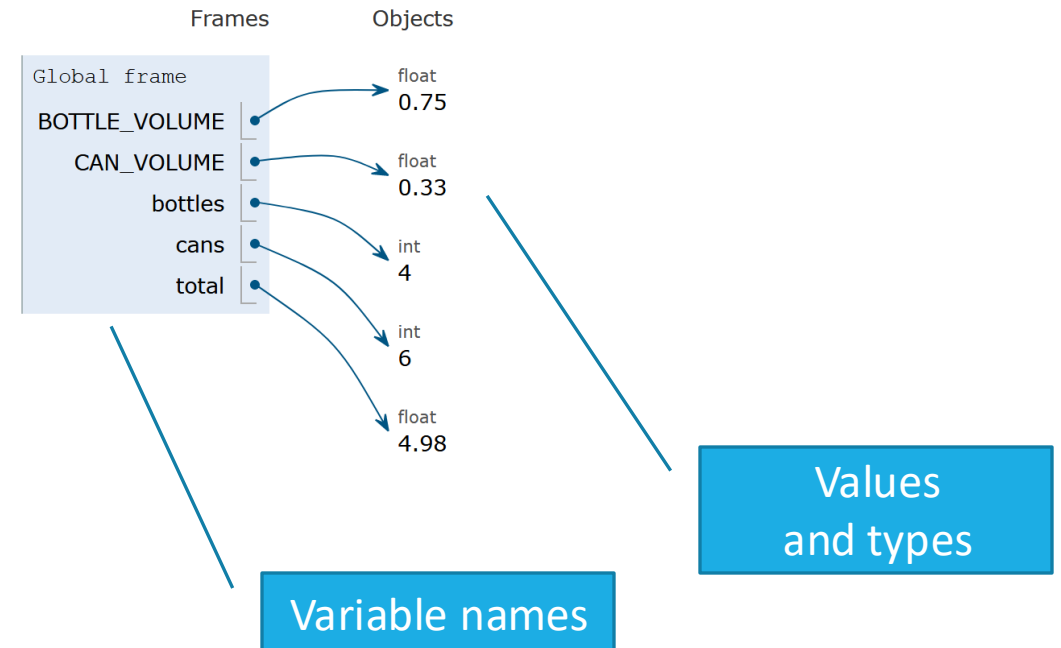 Frames Objects
Global frame
BOTTLE_VOLUME
CAN_VOLUME
bottles
cans
total
float
0.75
float
0.33
int
4
int
6
float
4.98
Values
and types
Variable names